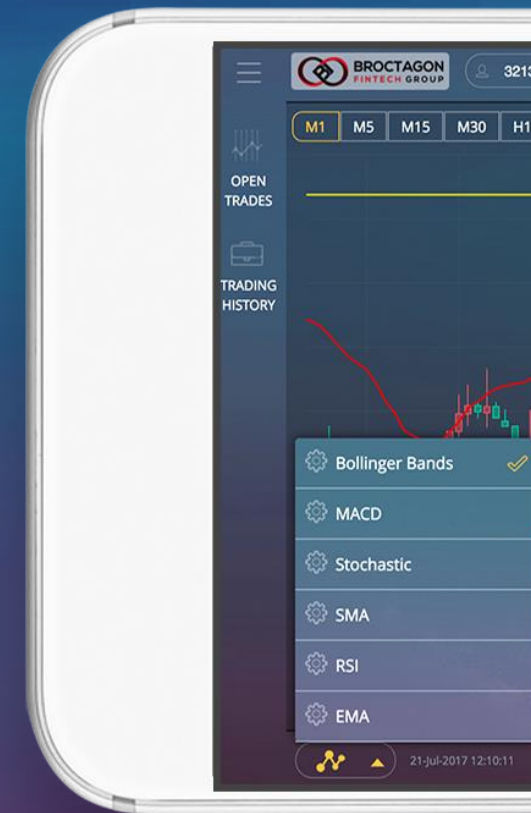 BROCTAGON
FINTECH GROUP
3213
M1 M5 M15 M30 H1
OPEN
TRADES
TRADING
HISTORY
Bollinger Bands
MACD
Stochastic
SMA
RSI
EMA
21-Jul-2017 12:10:11